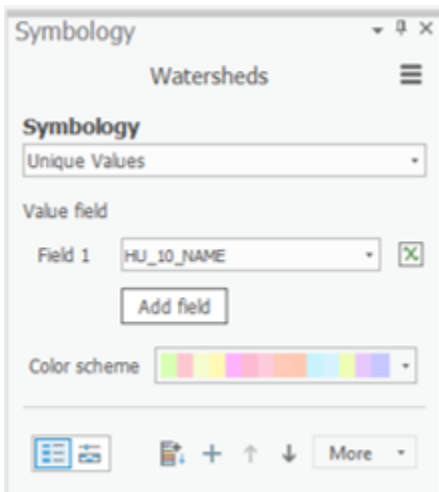 Symbology
Watersheds
Symbology
Unique Values
Value field
Field 1 HU_10_NAME
Add field
Color scheme
More